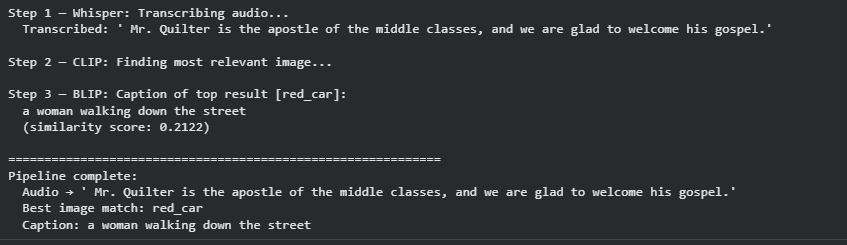 Step 1 — Whisper: Transcribing audio...
  Transcribed: ' Mr. Quilter is the apostle of the middle classes, and we are glad to welcome his gospel.'
Step 2 — CLIP: Finding most relevant image...
Step 3 — BLIP: Caption of top result [red_car]:
  a woman walking down the street
  (similarity score: 0.2122)
============================================================
Pipeline complete:
  Audio → ' Mr. Quilter is the apostle of the middle classes, and we are glad to welcome his gospel.'
  Best image match: red_car
  Caption: a woman walking down the street